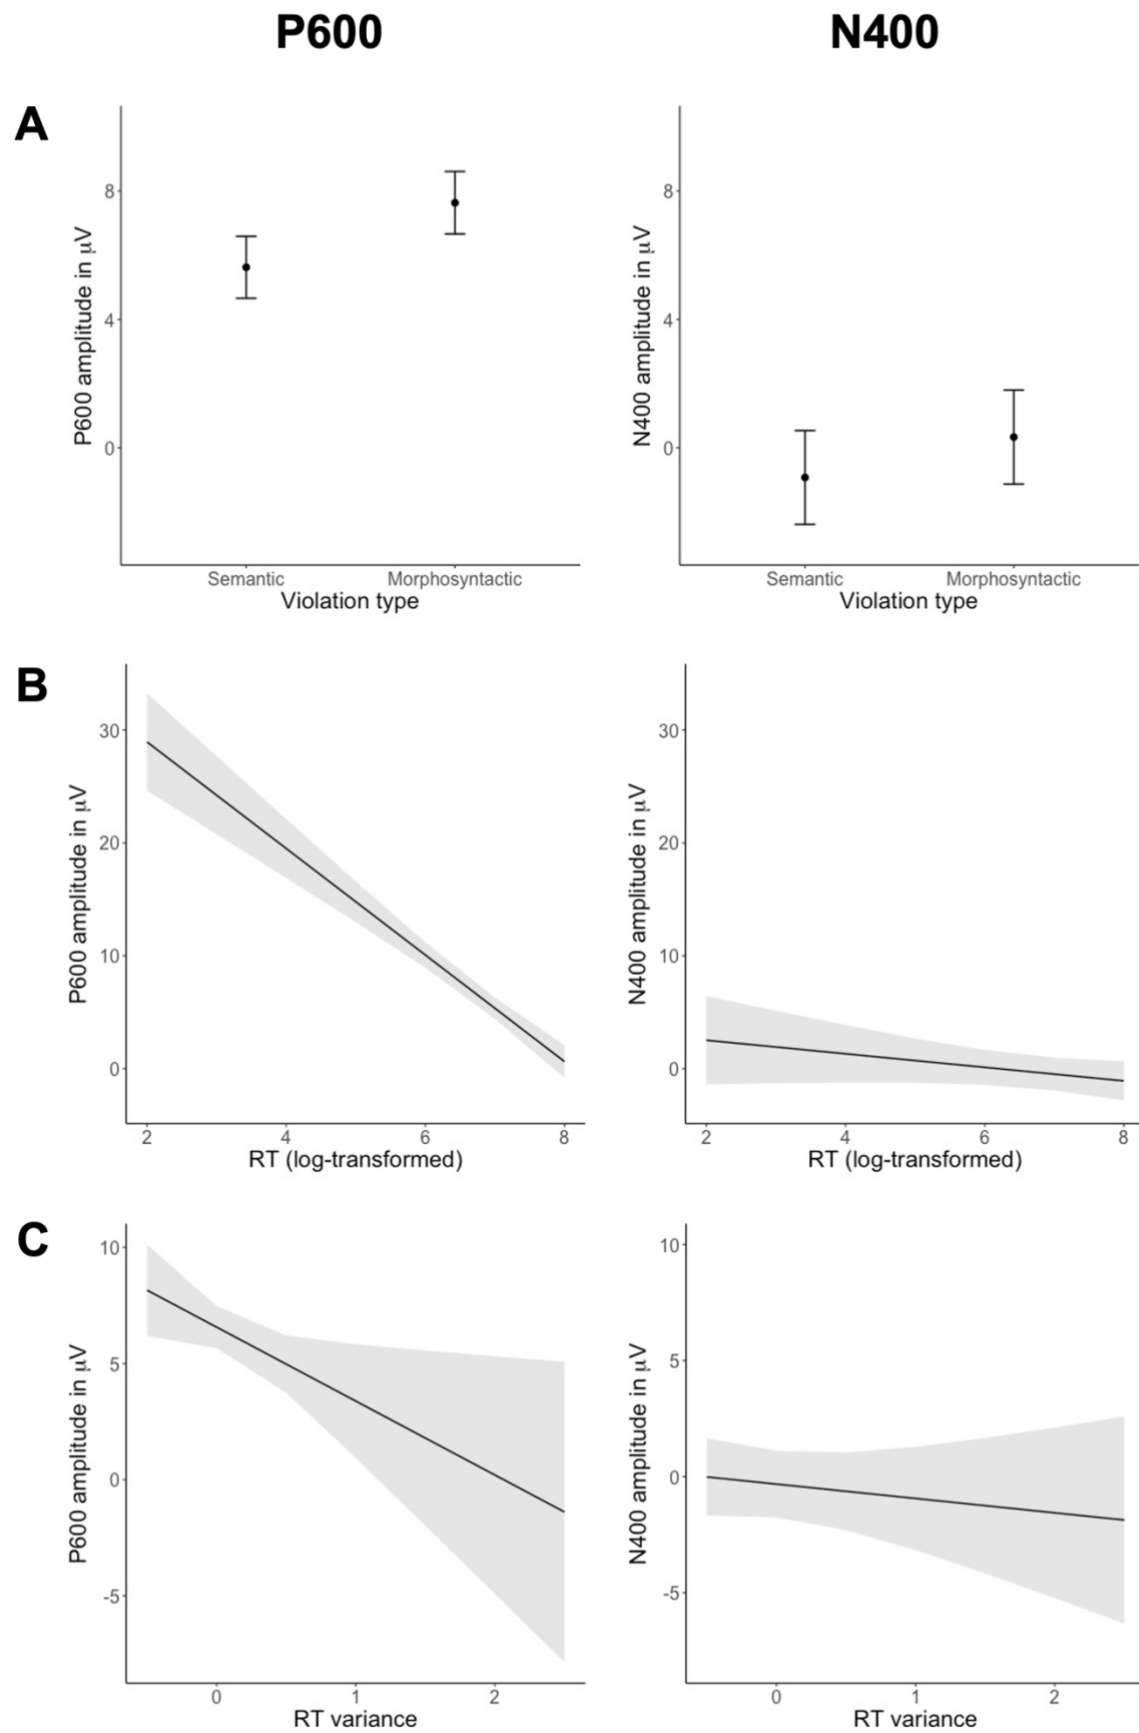 P600
N400
A
8
4
0
P600 amplitude in μV
Semantic
Morphosyntactic
Violation type
8
4
0
N400 amplitude in μV
Semantic
Morphosyntactic
Violation type
B
30
20
10
0
P600 amplitude in μV
2
4
6
8
RT (log-transformed)
30
20
10
0
N400 amplitude in μV
2
4
6
8
RT (log-transformed)
C
10
5
0
-5
P600 amplitude in μV
0
1
2
RT variance
10
5
0
-5
N400 amplitude in μV
0
1
2
RT variance